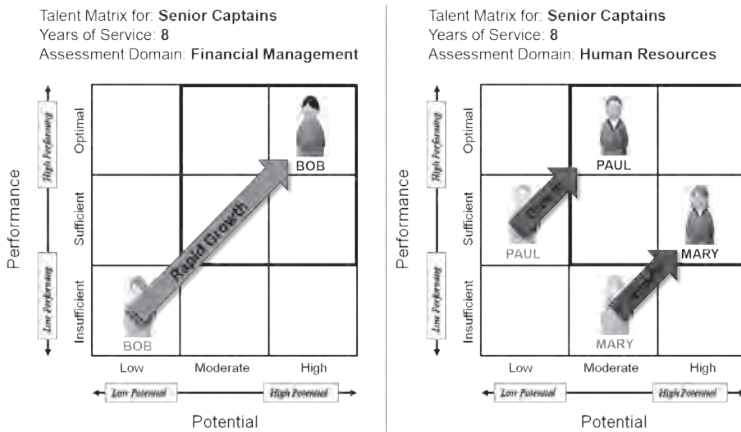 Talent Matrix for: Senior Captains
Years of Service: 8
Assessment Domain: Financial Management
Performance
High Performing
Low Performing
Optimal
Sufficient
Insufficient
BOB
Rapid Growth
BOB
Low
Moderate
High
Low Potential
High Potential
Potential
Talent Matrix for: Senior Captains
Years of Service: 8
Assessment Domain: Human Resources
Performance
High Performing
Low Performing
Optimal
Sufficient
Insufficient
PAUL
PAUL
MARY
MARY
Low
Moderate
High
Low Potential
High Potential
Potential